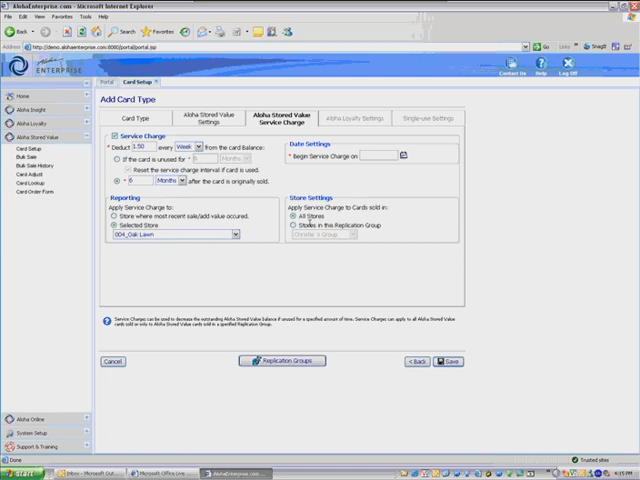 AlohaEnterprise.com - Microsoft Internet Explorer
File Edit View Favorites Tools Help
Back Search Favorites
Address http://demo.alohaenterprise.com:8080/portal/portal.jsp Go Links SnagIt
Aloha
ENTERPRISE
Contact Us Help Log Off
Portal Card Setup
Home
Aloha Insight
Aloha Loyalty
Aloha Stored Value
Card Setup
Bulk Sale
Bulk Sale History
Card Adjust
Card Lookup
Card Order Form
Aloha Online
System Setup
Support & Training
Add Card Type
Card Type
Aloha Stored Value Settings
Aloha Stored Value Service Charge
Aloha Loyalty Settings
Single-use Settings
Service Charge
* Deduct 1.50 every Week from the card Balance:
If the card is unused for * 6 Months
Reset the service charge interval if card is used.
* 6 Months after the card is originally sold.
Date Settings
* Begin Service Charge on
Reporting
Apply Service Charge to:
Store where most recent sale/add value occured.
Selected Store
004_Oak Lawn
Store Settings
Apply Service Charge to Cards sold in:
All Stores
Stores in this Replication Group
Christie's Group
Service Charges can be used to decrease the outstanding Aloha Stored Value balance if unused for a specified amount of time. Service Charges can apply to all Aloha Stored Value
cards sold or only to Aloha Stored Value cards sold in a specified Replication Group.
Cancel Replication Groups < Back Save
Done Trusted sites
start Inbox - Microsoft Out... Microsoft Office Live ... AlohaEnterprise.com ... 4:15 PM